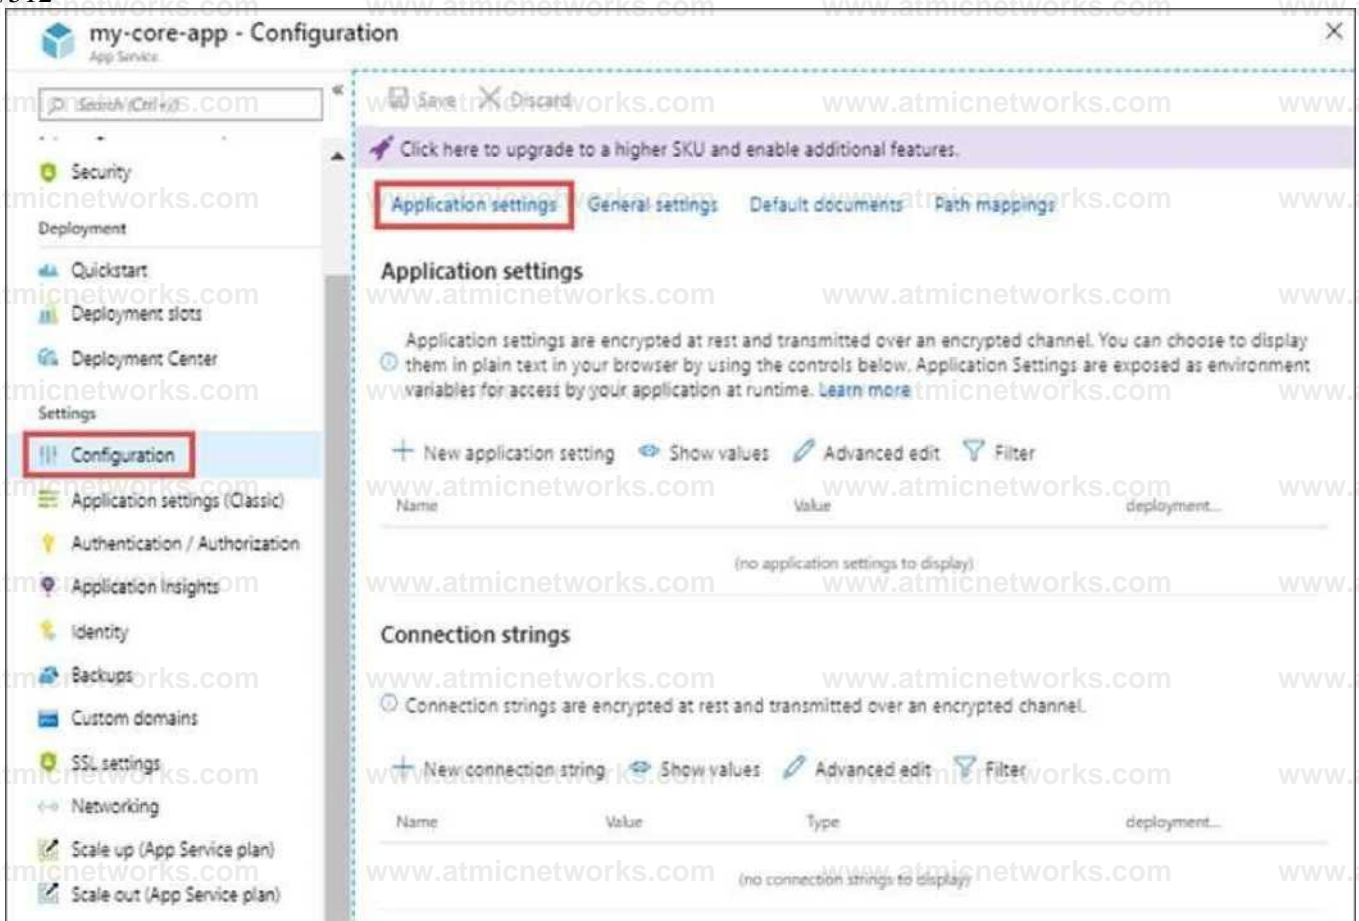 my-core-app - Configuration
App Service
Search (Ctrl+/)
Save Discard
Click here to upgrade to a higher SKU and enable additional features.
Security
Application settings General settings Default documents Path mappings
Deployment
Quickstart
Deployment slots
Deployment Center
Settings
Configuration
Application settings (Classic)
Authentication / Authorization
Application Insights
Identity
Backups
Custom domains
SSL settings
Networking
Scale up (App Service plan)
Scale out (App Service plan)
Application settings
Application settings are encrypted at rest and transmitted over an encrypted channel. You can choose to display
them in plain text in your browser by using the controls below. Application Settings are exposed as environment
variables for access by your application at runtime. Learn more
New application setting Show values Advanced edit Filter
Name Value deployment...
(no application settings to display)
Connection strings
Connection strings are encrypted at rest and transmitted over an encrypted channel.
New connection string Show values Advanced edit Filter
Name Value Type deployment...
(no connection strings to display)
www.atmicnetworks.com